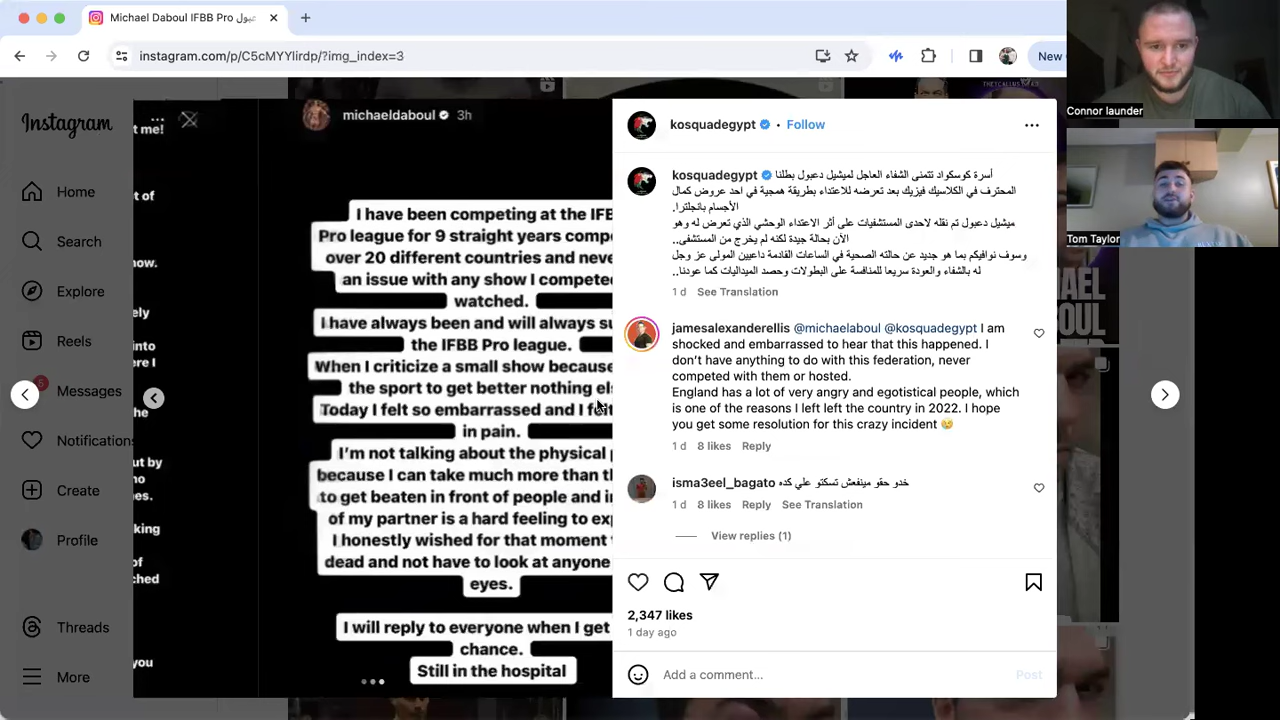 Michael Daboul IFBB Pro دعبول
instagram.com/p/C5cMYYlirdp/?img_index=3
New
Connor launder
Tom Taylor
Instagram
Home
Search
Explore
Reels
5
Messages
Notifications
Create
Profile
Threads
More
michaeldaboul 3h
I have been competing at the IFB
Pro league for 9 straight years comp
over 20 different countries and neve
an issue with any show I compete
watched.
I have always been and will always su
the IFBB Pro league.
When I criticize a small show because
the sport to get better nothing el
Today I felt so embarrassed and I felt
in pain.
I'm not talking about the physical p
because I can take much more than th
to get beaten in front of people and in
of my partner is a hard feeling to exp
I honestly wished for that moment
dead and not have to look at anyone
eyes.
I will reply to everyone when I get
chance.
Still in the hospital
kosquadegypt • Follow
kosquadegypt أسرة كوسكواد تتمنى الشفاء العاجل لميشيل دعبول بطلنا
المحترف في الكلاسيك فيزيك بعد تعرضه للاعتداء بطريقة همجية في احد عروض كمال
الأجسام بانجلترا.
ميشيل دعبول تم نقله لاحدى المستشفيات على أثر الاعتداء الوحشي الذي تعرض له وهو
الآن بحالة جيدة لكنه لم يخرج من المستشفى..
وسوف نوافيكم بما هو جديد عن حالته الصحية في الساعات القادمة داعيين المولى عز وجل
له بالشفاء والعودة سريعا للمنافسة على البطولات وحصد الميداليات كما عودنا..
1 d See Translation
jamesalexanderellis @michaelaboul @kosquadegypt I am
shocked and embarrassed to hear that this happened. I
don't have anything to do with this federation, never
competed with them or hosted.
England has a lot of very angry and egotistical people, which
is one of the reasons I left left the country in 2022. I hope
you get some resolution for this crazy incident 😢
1 d 8 likes Reply
isma3eel_bagato خدو حقو مينفعش تسكتو علي كده
1 d 8 likes Reply See Translation
View replies (1)
2,347 likes
1 day ago
Add a comment...
Post